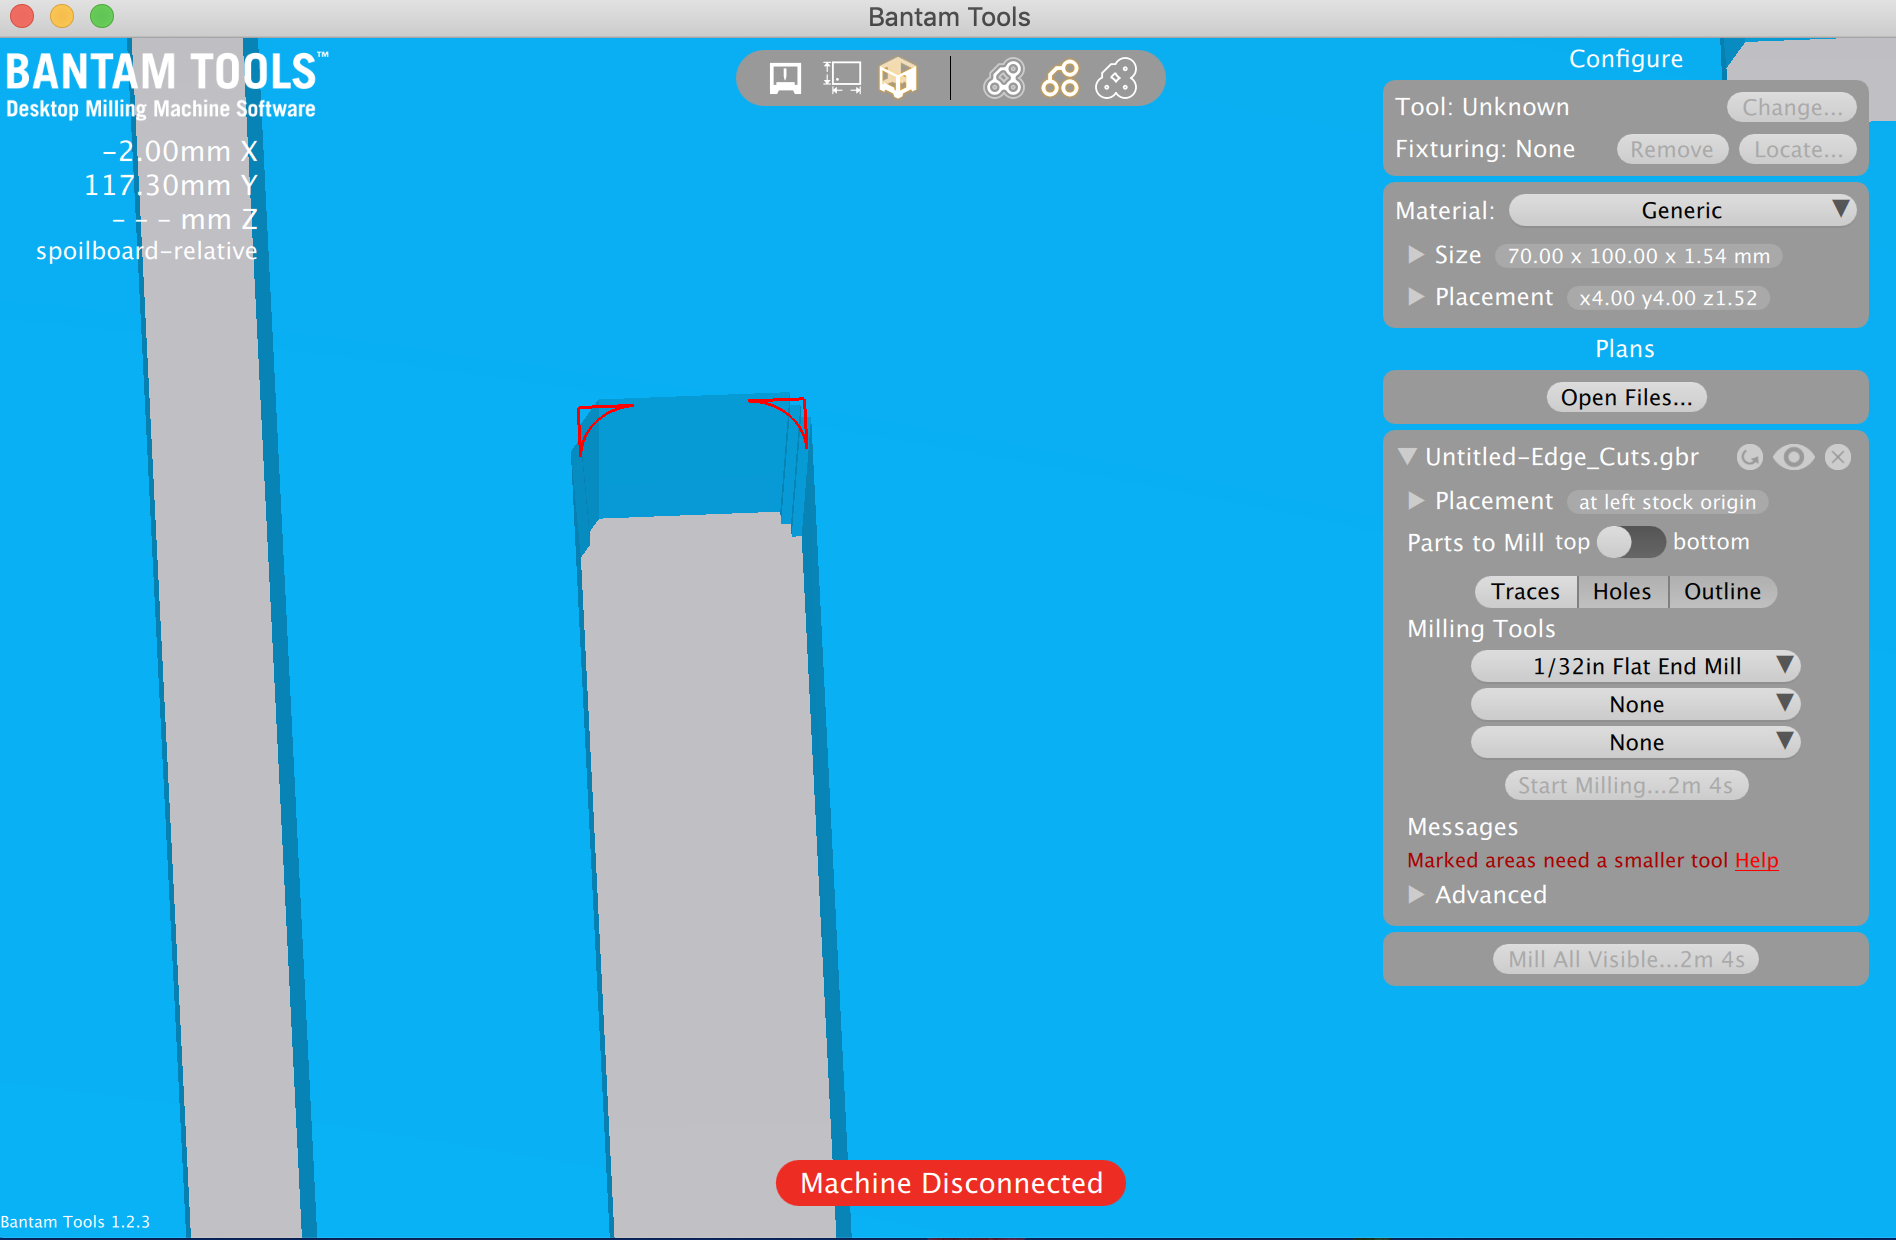 Bantam Tools
BANTAM TOOLS™
Desktop Milling Machine Software
-2.00mm X
117.30mm Y
- - - mm Z
spoilboard-relative
Configure
Tool: Unknown
Change...
Fixturing: None
Remove
Locate...
Material:
Generic
Size
70.00 x 100.00 x 1.54 mm
Placement
x4.00 y4.00 z1.52
Plans
Open Files...
Untitled-Edge_Cuts.gbr
Placement
at left stock origin
Parts to Mill
top
bottom
Traces
Holes
Outline
Milling Tools
1/32in Flat End Mill
None
None
Start Milling...2m 4s
Messages
Marked areas need a smaller tool Help
Advanced
Mill All Visible...2m 4s
Machine Disconnected
Bantam Tools 1.2.3